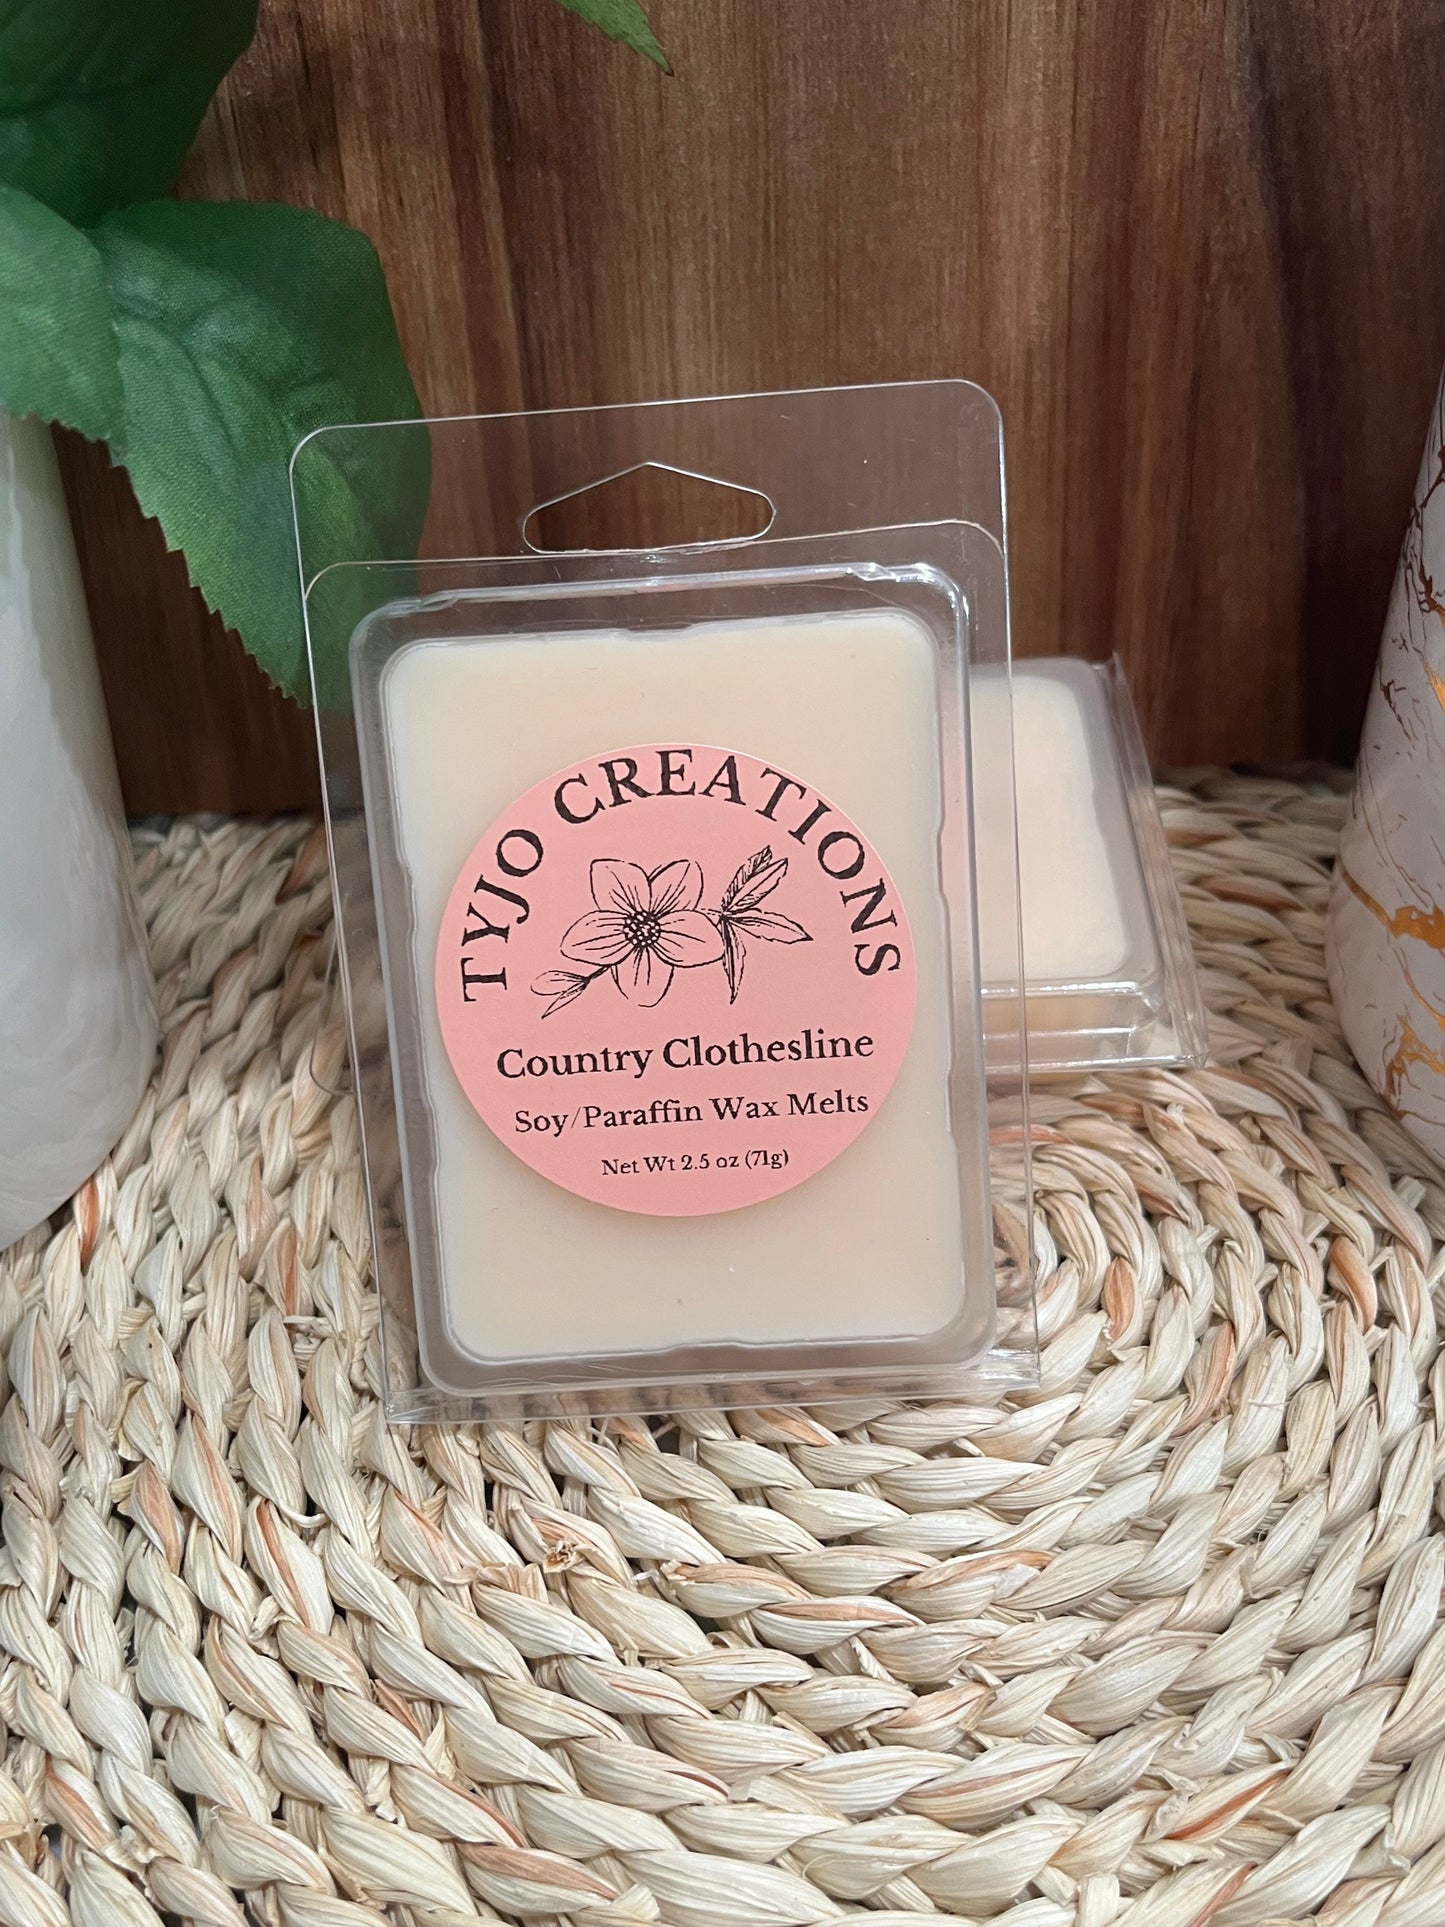 TYJO CREATIONS
Country Clothesline
Soy/Paraffin Wax Melts
Net Wt 2.5 oz (71g)